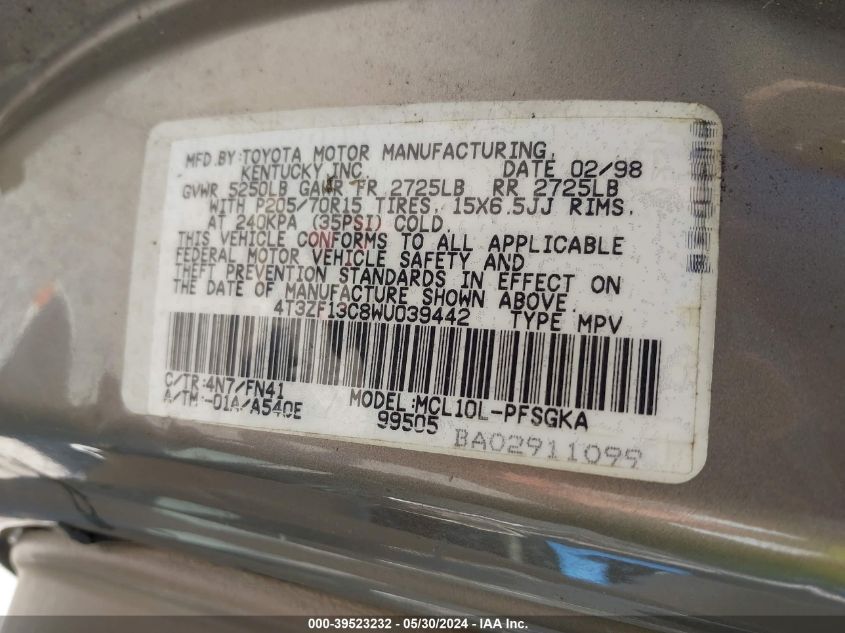 MFD BY: TOYOTA MOTOR MANUFACTURING,
KENTUCKY, INC. DATE 02/98
GVWR 5250LB GAWR FR 2725LB RR 2725LB
WITH P205/70R15 TIRES, 15X6.5JJ RIMS,
AT 240KPA (35PSI) COLD.
THIS VEHICLE CONFORMS TO ALL APPLICABLE
FEDERAL MOTOR VEHICLE SAFETY AND
THEFT PREVENTION STANDARDS IN EFFECT ON
THE DATE OF MANUFACTURE SHOWN ABOVE.
4T3ZF13C8WU039442 TYPE MPV
C/TR:4N7/FN41 MODEL:MCL10L-PFSGKA
A/TM:-01A/A540E 99505
BA02911099
000-39523232 - 05/30/2024 - IAA Inc.